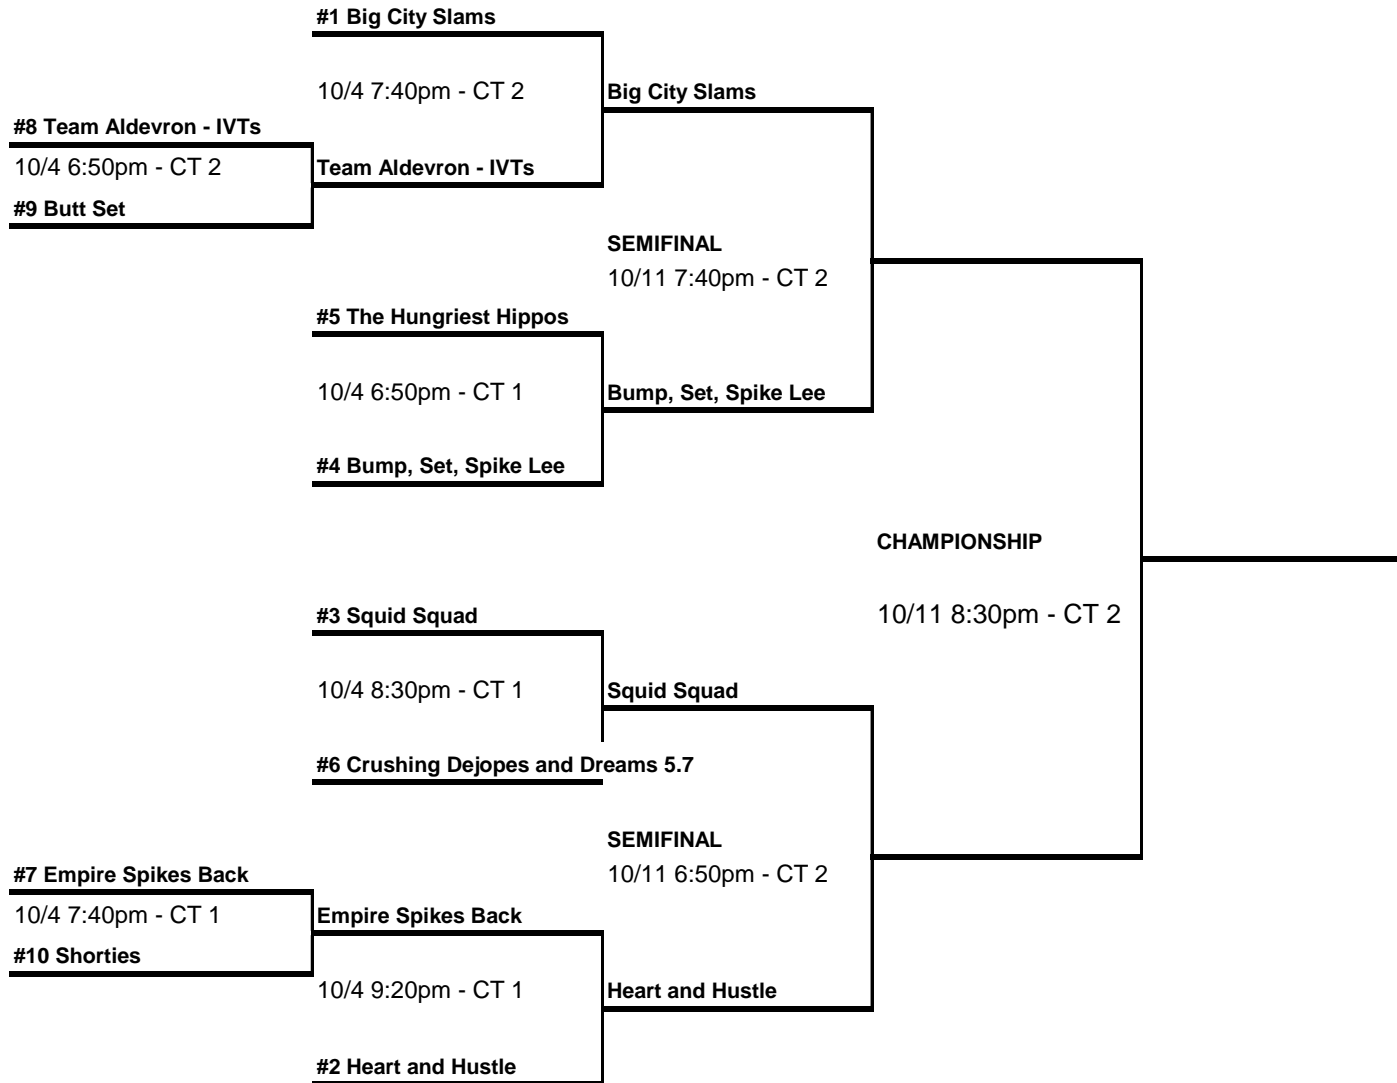 #1 Big City Slams
10/4 7:40pm - CT 2
Big City Slams
#8 Team Aldevron - IVTs
10/4 6:50pm - CT 2
Team Aldevron - IVTs
#9 Butt Set
SEMIFINAL
10/11 7:40pm - CT 2
#5 The Hungriest Hippos
10/4 6:50pm - CT 1
Bump, Set, Spike Lee
#4 Bump, Set, Spike Lee
CHAMPIONSHIP
10/11 8:30pm - CT 2
#3 Squid Squad
10/4 8:30pm - CT 1
Squid Squad
#6 Crushing Dejopes and Dreams 5.7
SEMIFINAL
10/11 6:50pm - CT 2
#7 Empire Spikes Back
10/4 7:40pm - CT 1
Empire Spikes Back
#10 Shorties
10/4 9:20pm - CT 1
Heart and Hustle
#2 Heart and Hustle